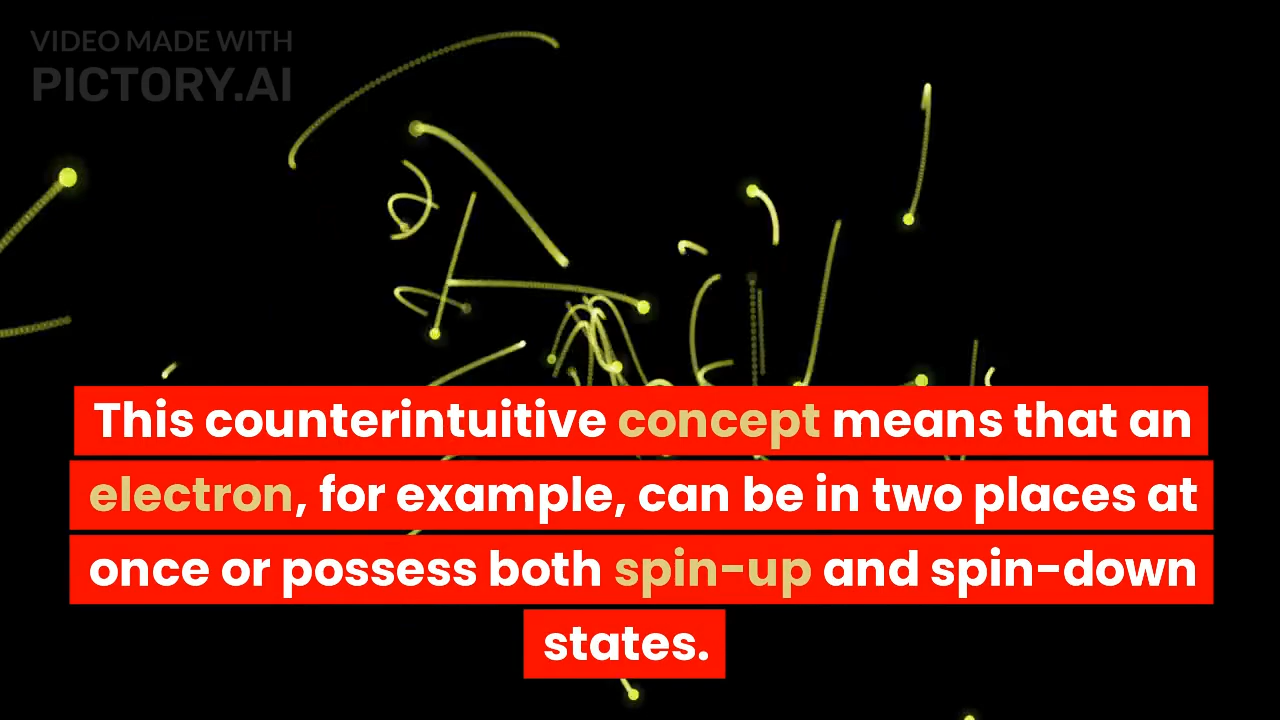 VIDEO MADE WITH
PICTORY.AI
This counterintuitive concept means that an
electron, for example, can be in two places at
once or possess both spin-up and spin-down
states.